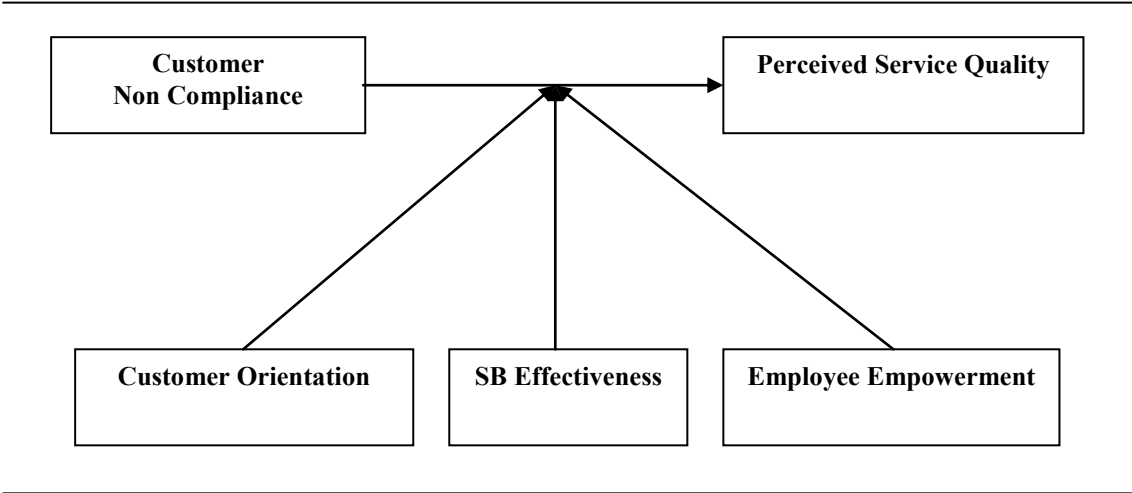 Customer
Non Compliance
Perceived Service Quality
Customer Orientation
SB Effectiveness
Employee Empowerment